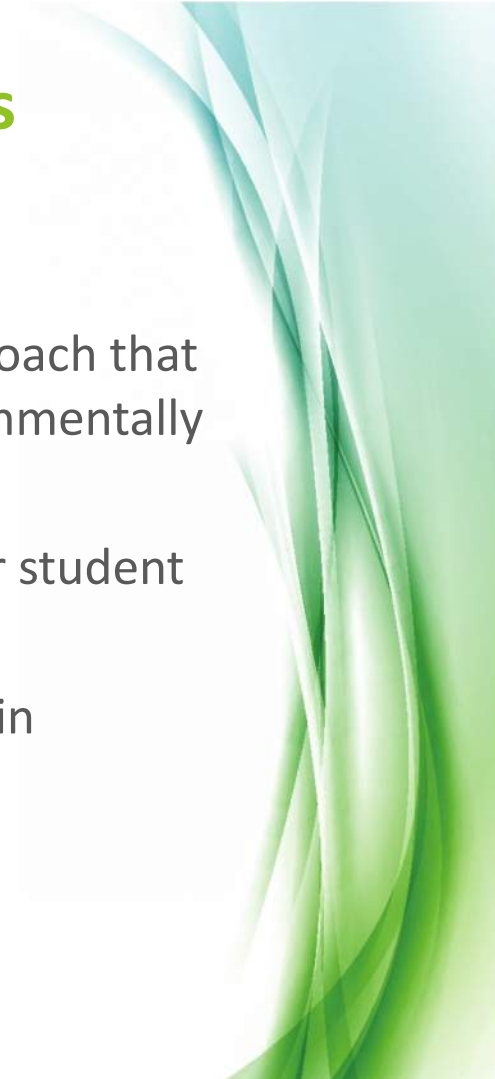 s
oach that
nmentally
r student
in